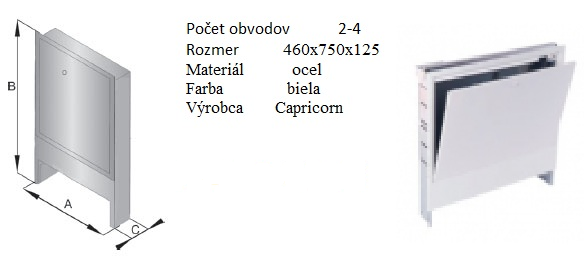 Počet obvodov 2-4
Rozmer 460x750x125
Materiál ocel
Farba biela
Výrobca Capricorn
B
A
C